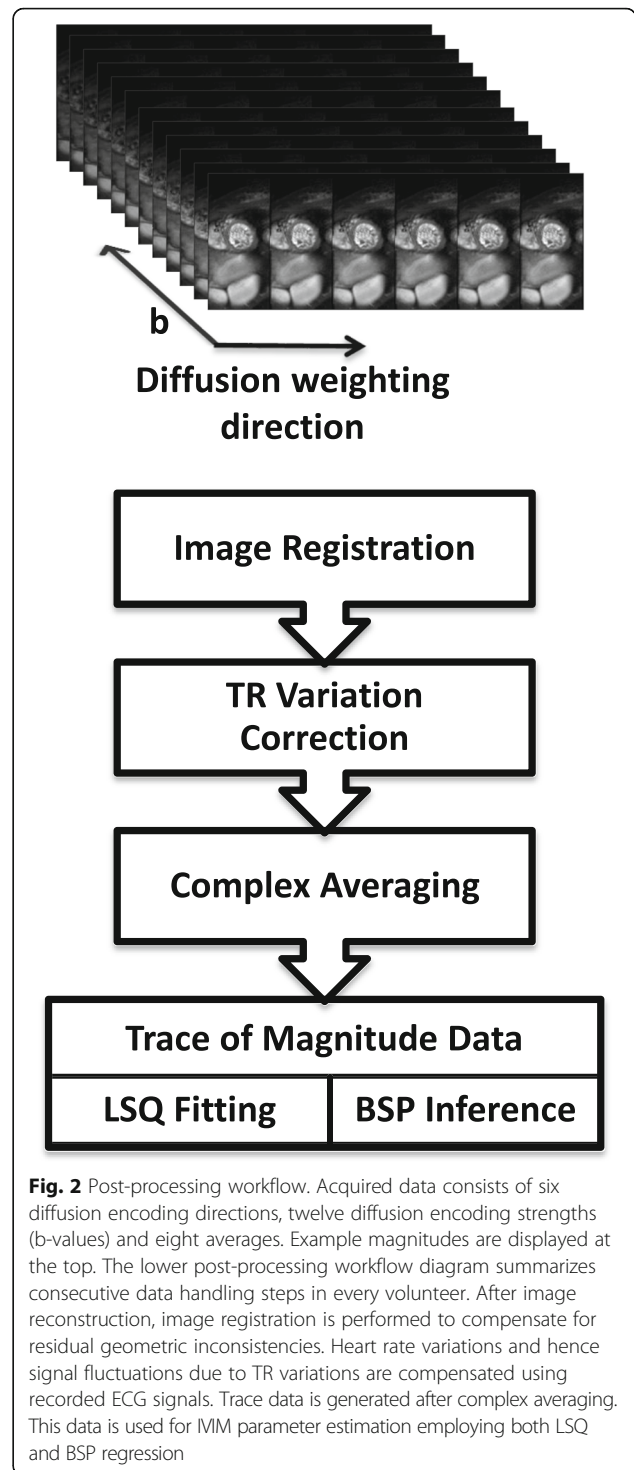 b
Diffusion weighting
direction
Image Registration
TR Variation
Correction
Complex Averaging
Trace of Magnitude Data
LSQ Fitting
BSP Inference
Fig. 2 Post-processing workflow. Acquired data consists of six
diffusion encoding directions, twelve diffusion encoding strengths
(b-values) and eight averages. Example magnitudes are displayed at
the top. The lower post-processing workflow diagram summarizes
consecutive data handling steps in every volunteer. After image
reconstruction, image registration is performed to compensate for
residual geometric inconsistencies. Heart rate variations and hence
signal fluctuations due to TR variations are compensated using
recorded ECG signals. Trace data is generated after complex averaging.
This data is used for IVIM parameter estimation employing both LSQ
and BSP regression